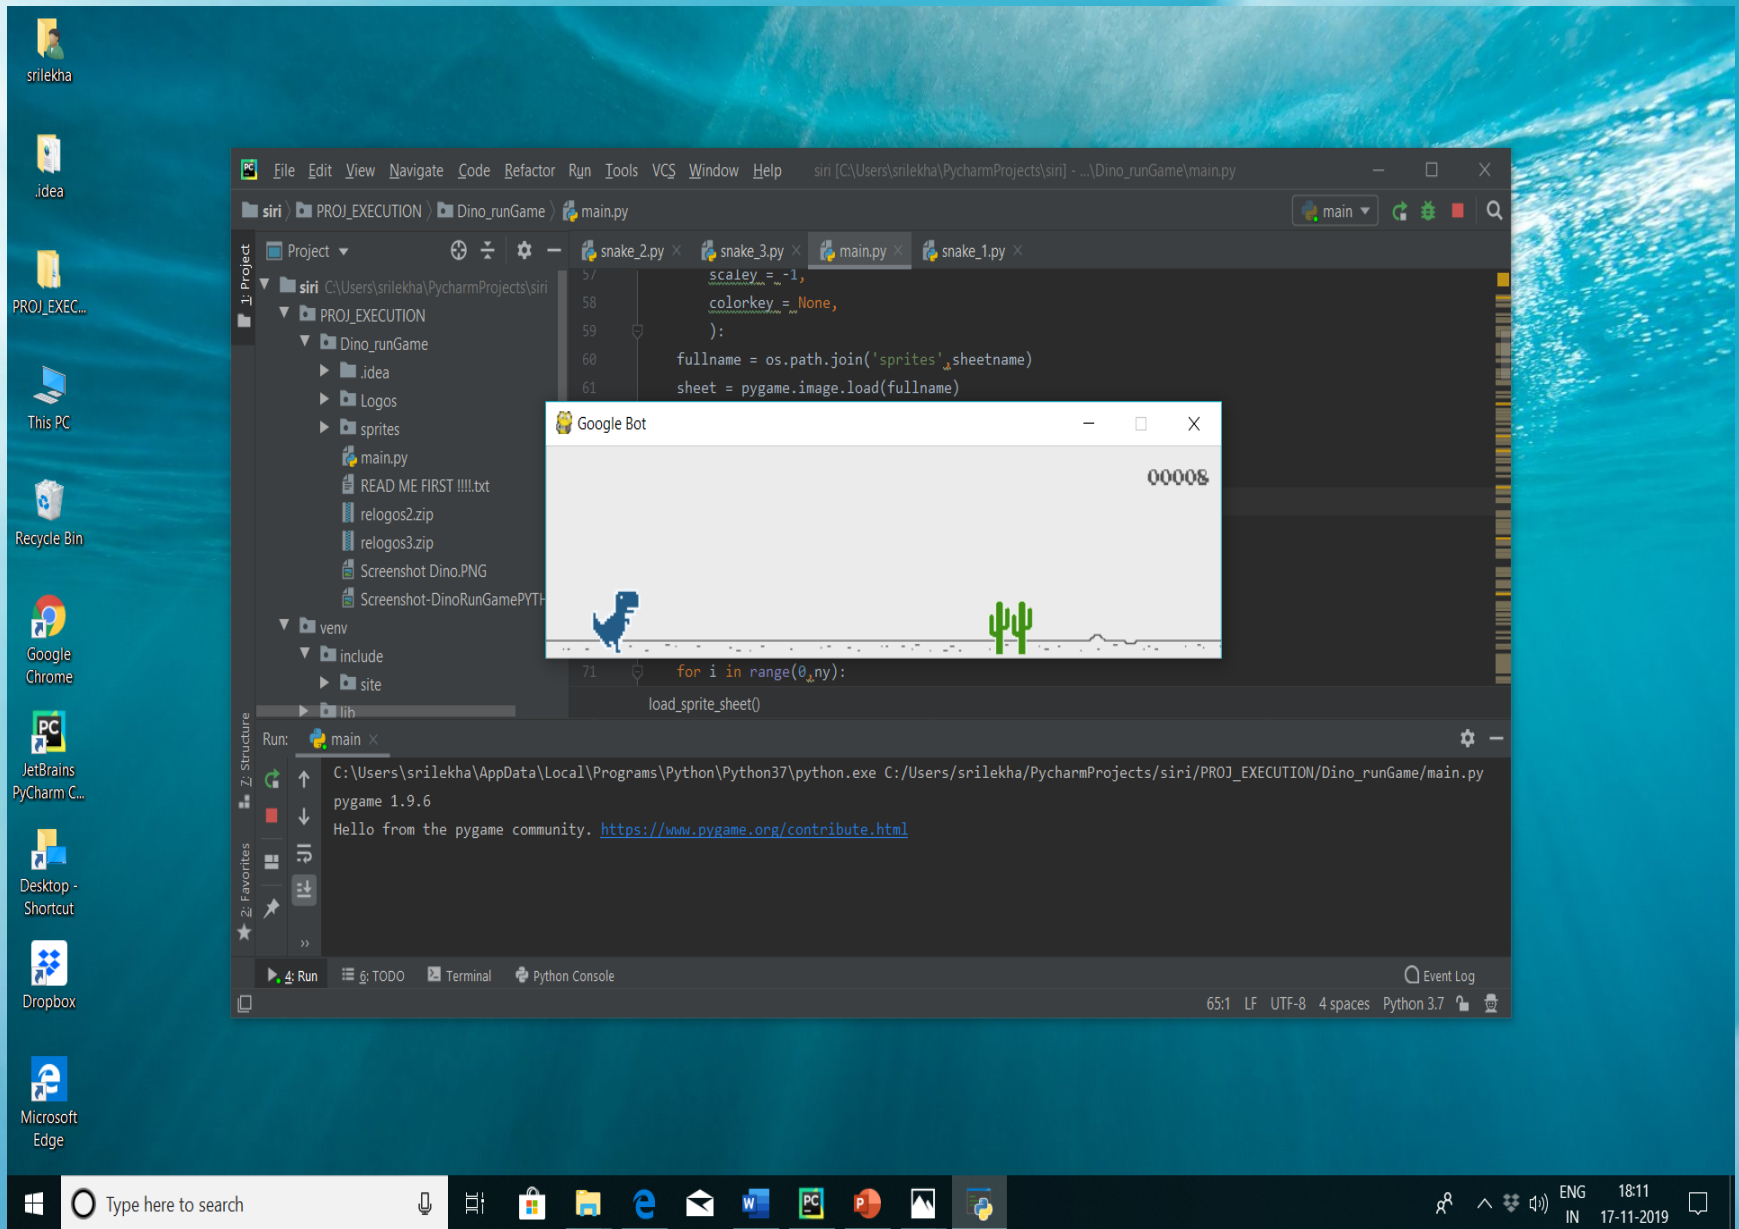 srilekha
.idea
PROJ_EXEC...
This PC
Recycle Bin
Google
Chrome
JetBrains
PyCharm C...
Desktop -
Shortcut
Dropbox
Microsoft
Edge
PC File Edit View Navigate Code Refactor Run Tools VCS Window Help siri [C:\Users\srilekha\PycharmProjects\siri] - ...\Dino_runGame\main.py
siri PROJ_EXECUTION Dino_runGame main.py
main
Project
snake_2.py snake_3.py main.py snake_1.py
1: Project
siri C:\Users\srilekha\PycharmProjects\siri
PROJ_EXECUTION
Dino_runGame
.idea
Logos
sprites
main.py
READ ME FIRST !!!!.txt
relogos2.zip
relogos3.zip
Screenshot Dino.PNG
Screenshot-DinoRunGamePYTH
venv
include
site
lib
57 scaley = -1,
58 colorkey = None,
59 ):
60 fullname = os.path.join('sprites',sheetname)
61 sheet = pygame.image.load(fullname)
Google Bot
00008
71 for i in range(0,ny):
load_sprite_sheet()
7: Structure
2: Favorites
Run: main
C:\Users\srilekha\AppData\Local\Programs\Python\Python37\python.exe C:/Users/srilekha/PycharmProjects/siri/PROJ_EXECUTION/Dino_runGame/main.py
pygame 1.9.6
Hello from the pygame community. https://www.pygame.org/contribute.html
4: Run 6: TODO Terminal Python Console Event Log
65:1 LF UTF-8 4 spaces Python 3.7
Type here to search
ENG
IN
18:11
17-11-2019